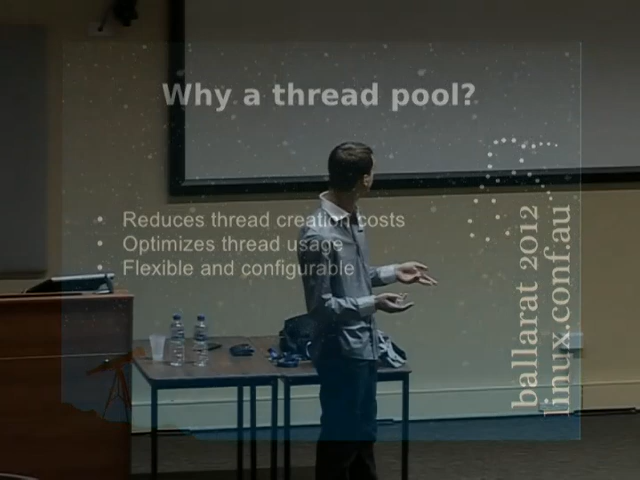 Why a thread pool?
• Reduces thread creation costs
• Optimizes thread usage
• Flexible and configurable
ballarat 2012
linux.conf.au